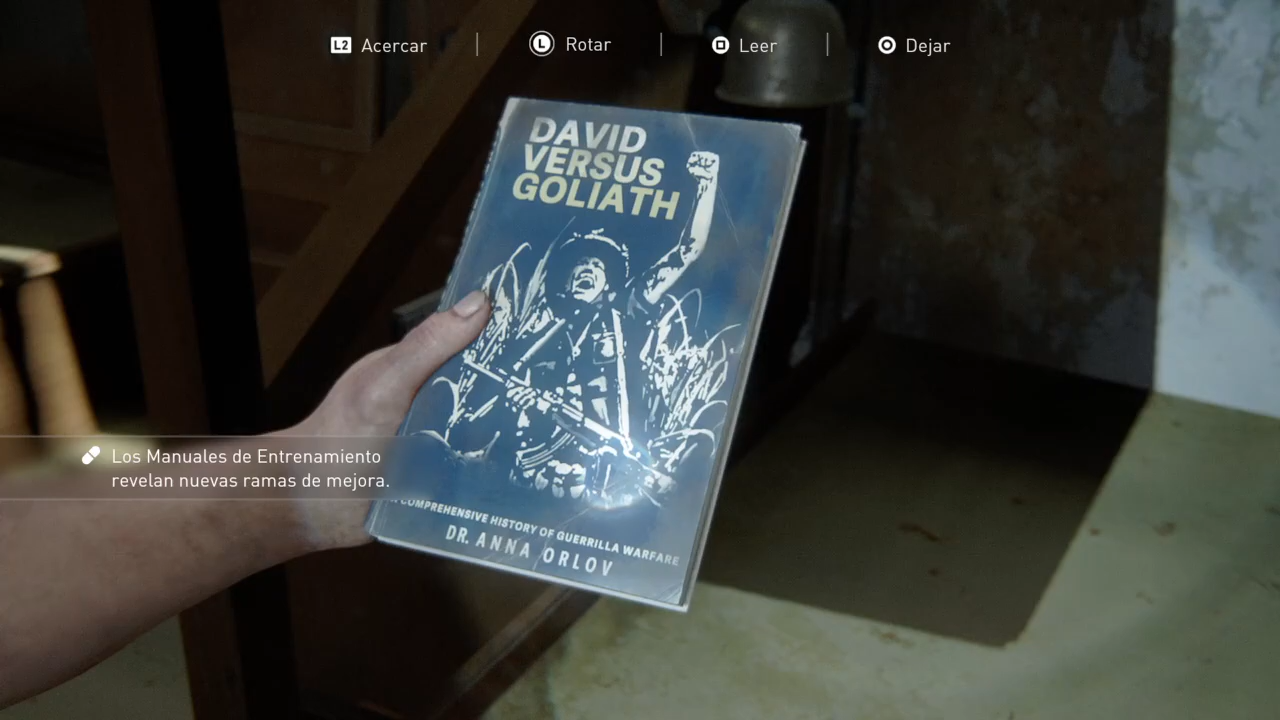 L2 Acercar
L Rotar
Leer
Dejar
DAVID
VERSUS
GOLIATH
Los Manuales de Entrenamiento
revelan nuevas ramas de mejora.
A COMPREHENSIVE HISTORY OF GUERRILLA WARFARE
DR. ANNA ORLOV